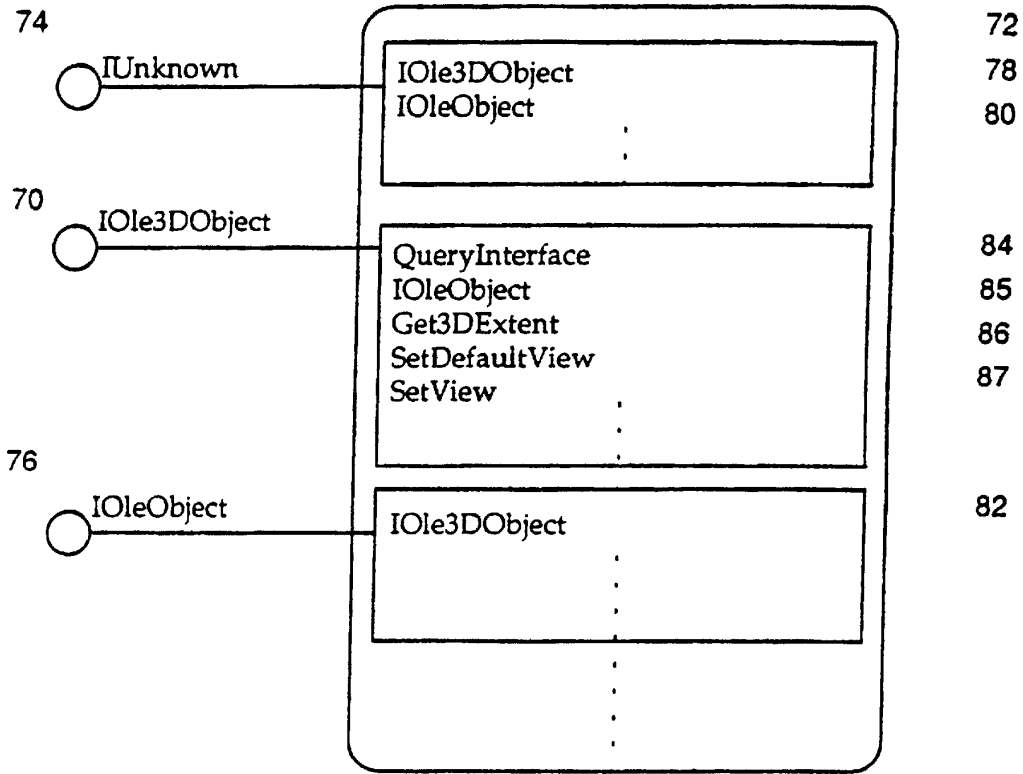 74
72
IUnknown
IOle3DObject
78
IOleObject
80
70
IOle3DObject
QueryInterface
84
IOleObject
85
Get3DExtent
86
SetDefaultView
87
SetView
76
IOleObject
IOle3DObject
82